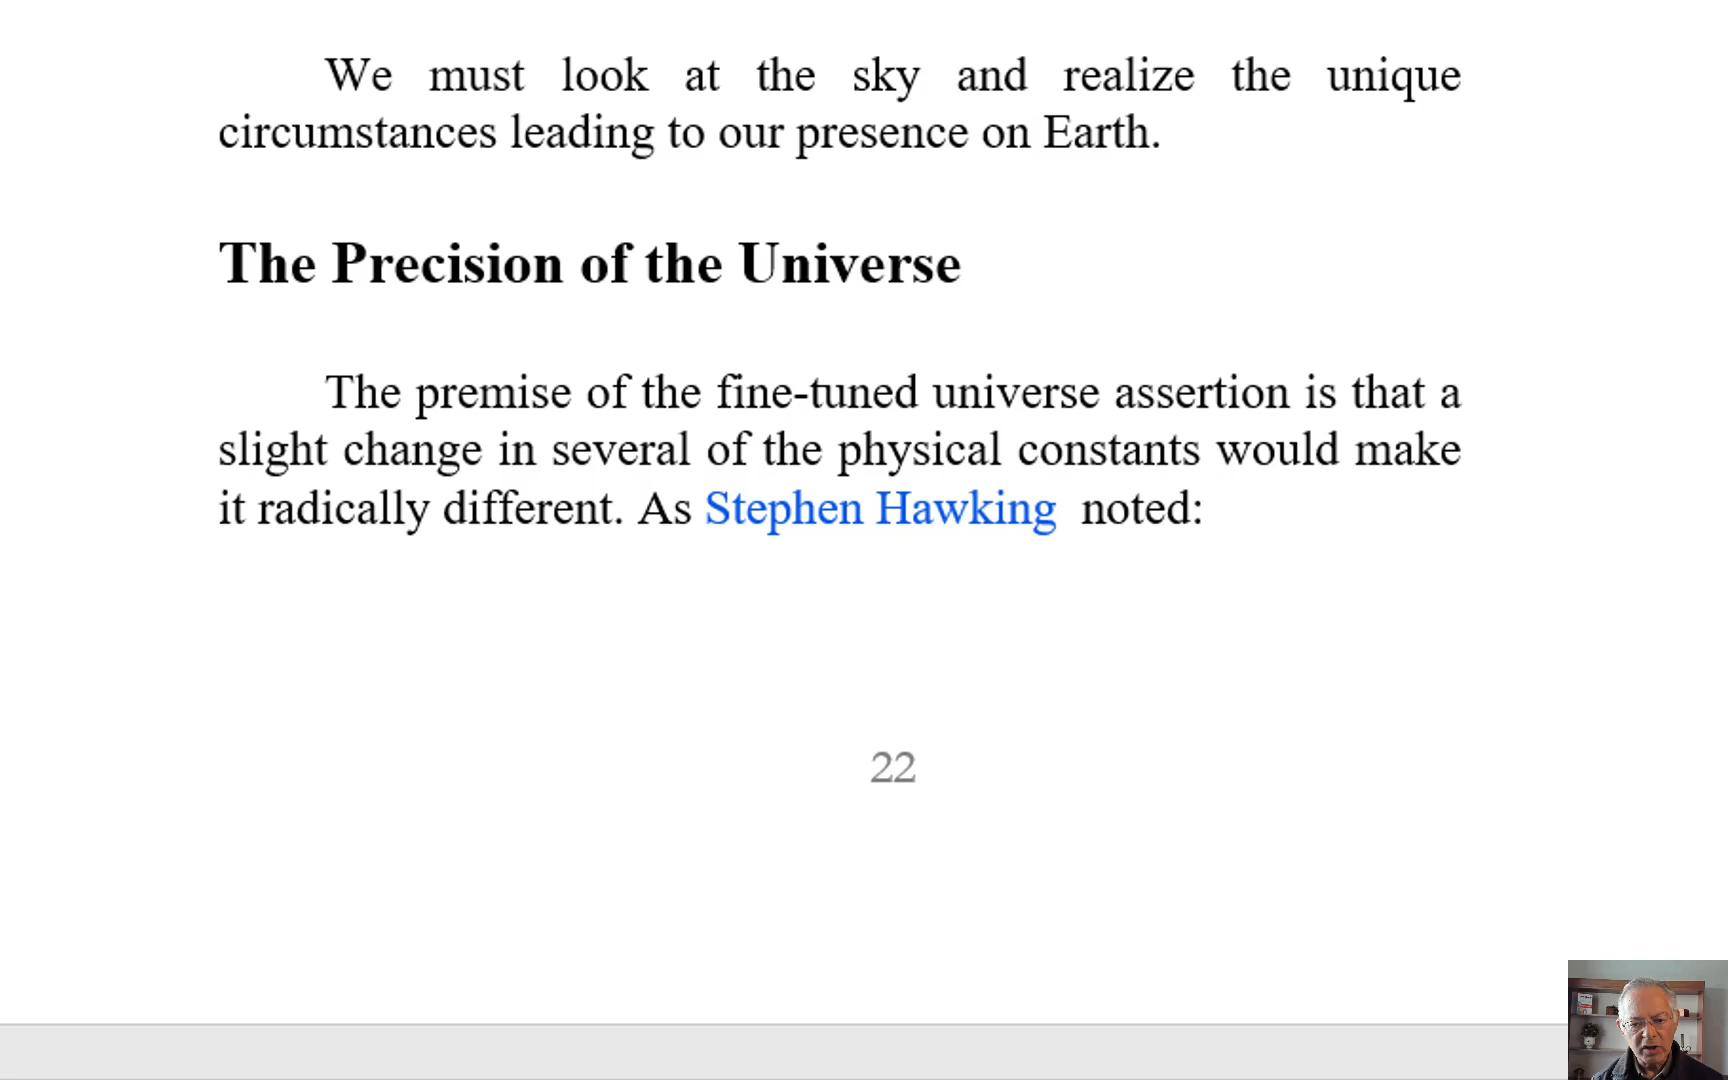 We must look at the sky and realize the unique
circumstances leading to our presence on Earth.
The Precision of the Universe
The premise of the fine-tuned universe assertion is that a
slight change in several of the physical constants would make
it radically different. As Stephen Hawking noted:
22